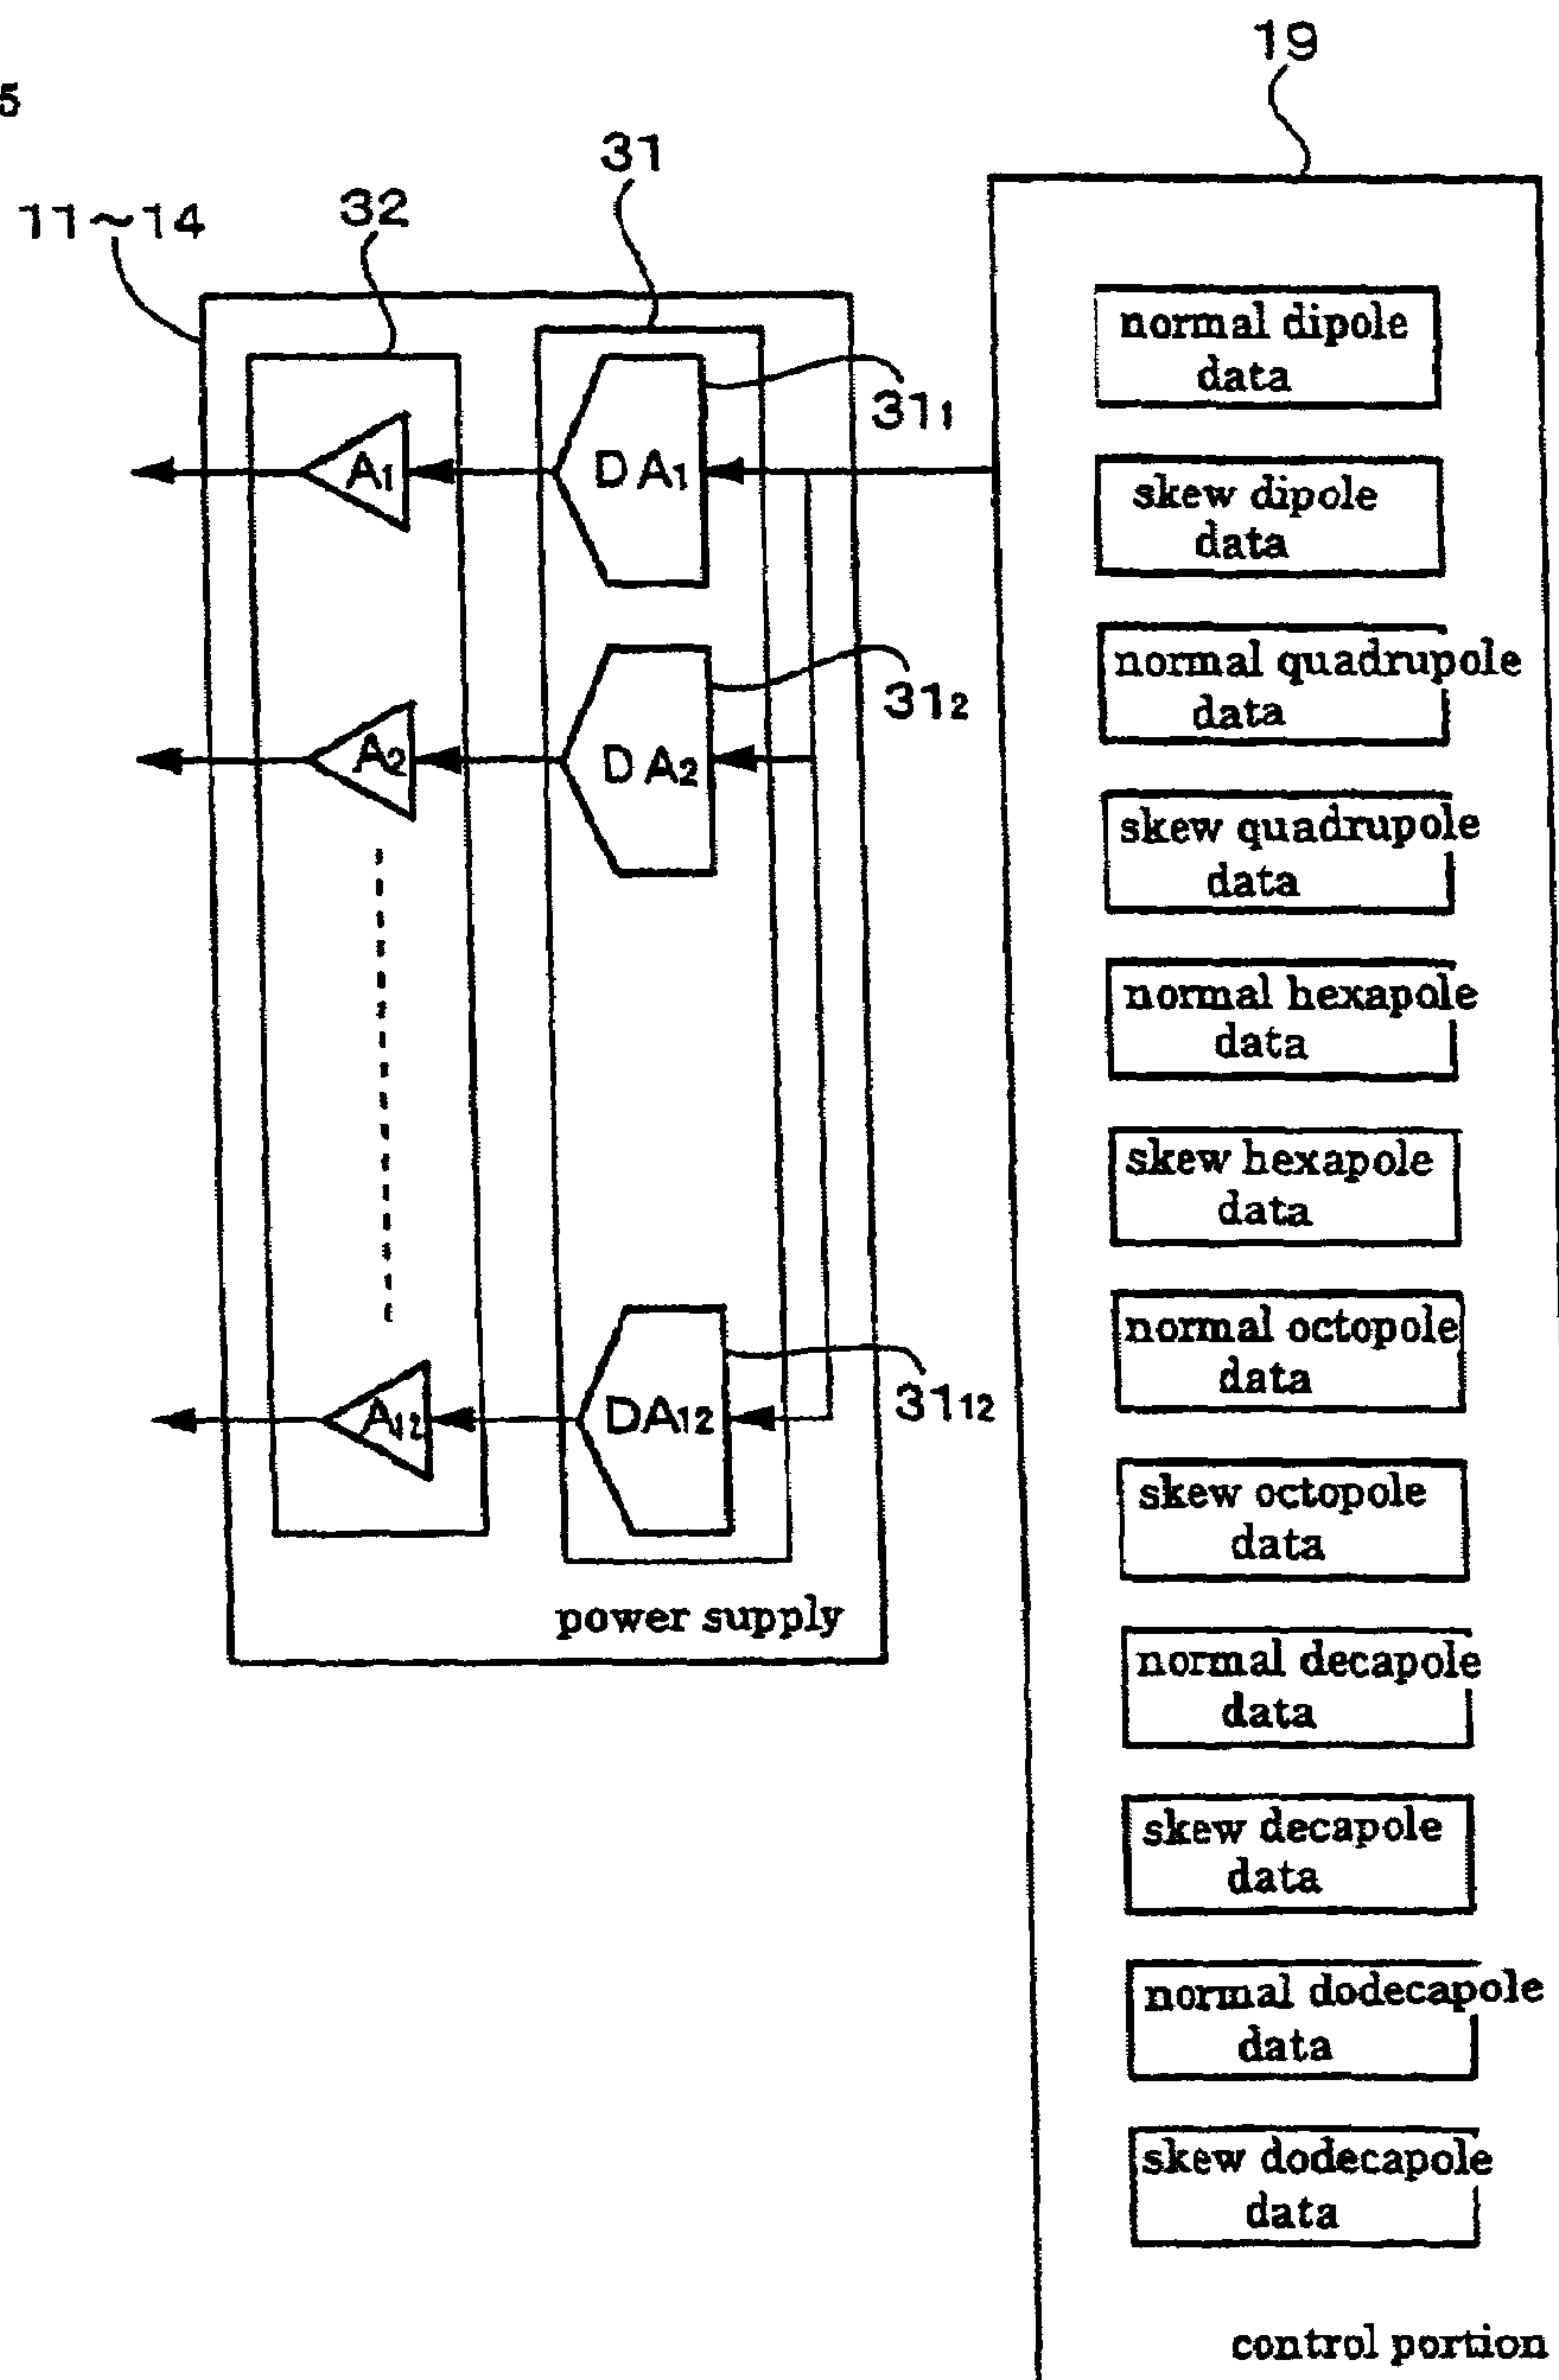 19
5
31
32
11~14
normal dipole
data
31₁
A₁
DA₁
skew dipole
data
normal quadrupole
data
31₂
A₂
DA₂
skew quadrupole
data
normal hexapole
data
skew hexapole
data
normal octopole
data
31₁₂
A₁₂
DA₁₂
skew octopole
data
power supply
normal decapole
data
skew decapole
data
normal dodecapole
data
skew dodecapole
data
control portion